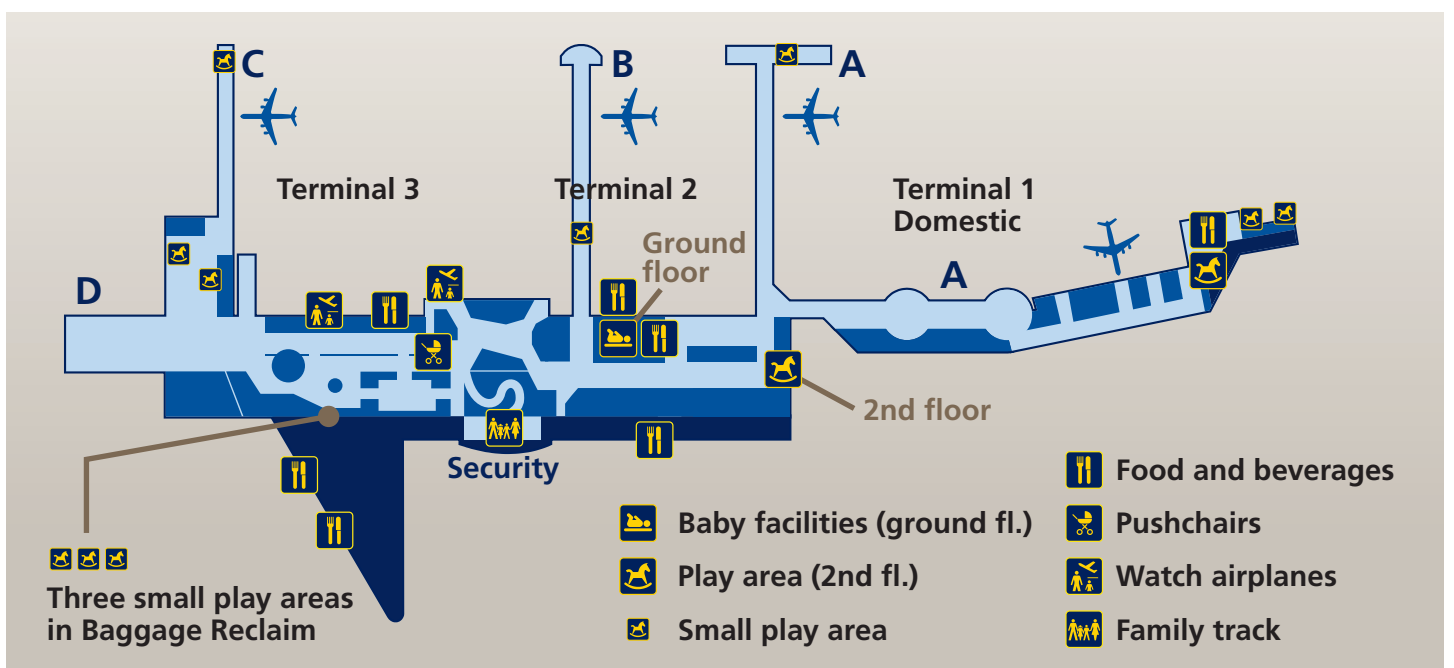 C
B
A
Terminal 3
Terminal 2
Terminal 1
Domestic
Ground
floor
D
A
2nd floor
Security
Three small play areas
in Baggage Reclaim
Baby facilities (ground fl.)
Play area (2nd fl.)
Small play area
Food and beverages
Pushchairs
Watch airplanes
Family track